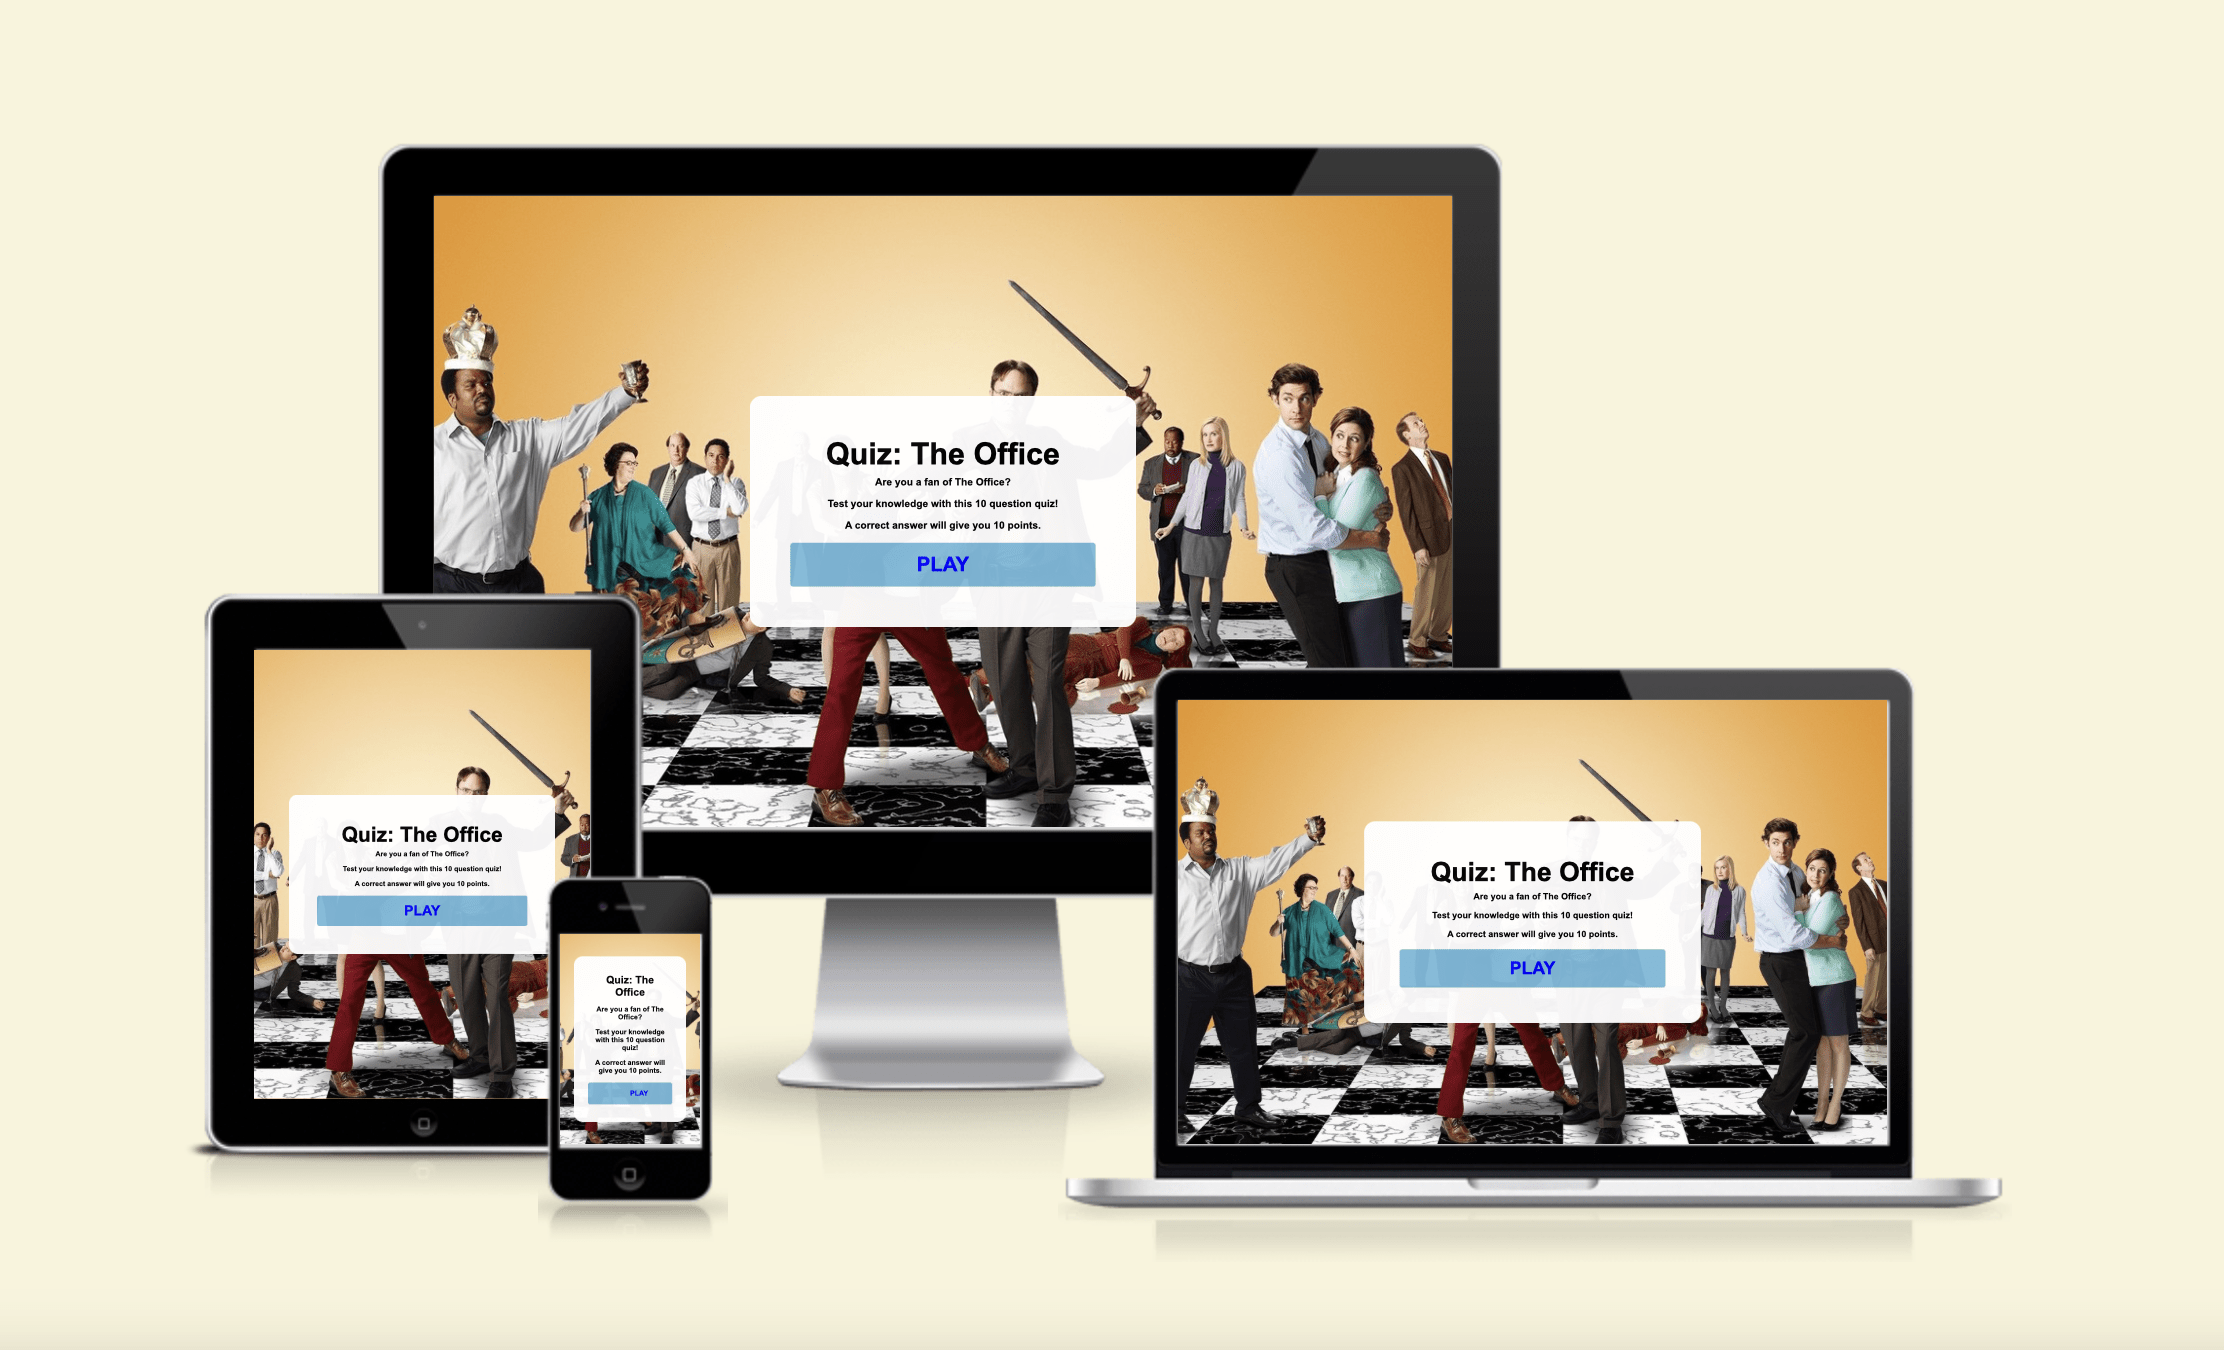 Quiz: The Office
Are you a fan of The Office?
Test your knowledge with this 10 question quiz!
A correct answer will give you 10 points.
PLAY
Quiz: The Office
Are you a fan of The Office?
Test your knowledge with this 10 question quiz!
A correct answer will give you 10 points.
PLAY
Quiz: The
Office
Are you a fan of The
Office?
Test your knowledge
with this 10 question
quiz!
A correct answer will
give you 10 points.
PLAY
Quiz: The Office
Are you a fan of The Office?
Test your knowledge with this 10 question quiz!
A correct answer will give you 10 points.
PLAY